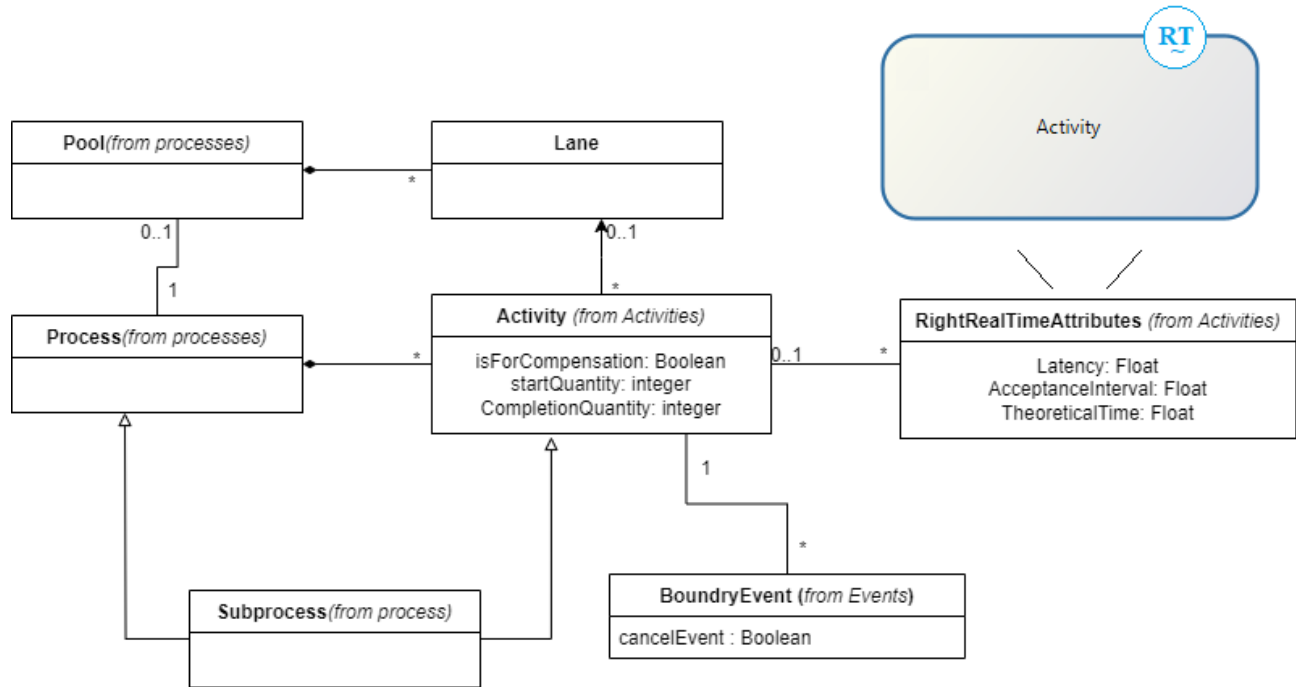 RT
~
Activity
Pool(from processes)
Lane
*
0..1
0..1
1
*
Process(from processes)
*
Activity (from Activities)
isForCompensation: Boolean
startQuantity: integer
CompletionQuantity: integer
0..1
*
RightRealTimeAttributes (from Activities)
Latency: Float
AcceptanceInterval: Float
TheoreticalTime: Float
1
*
Subprocess(from process)
BoundryEvent (from Events)
cancelEvent : Boolean